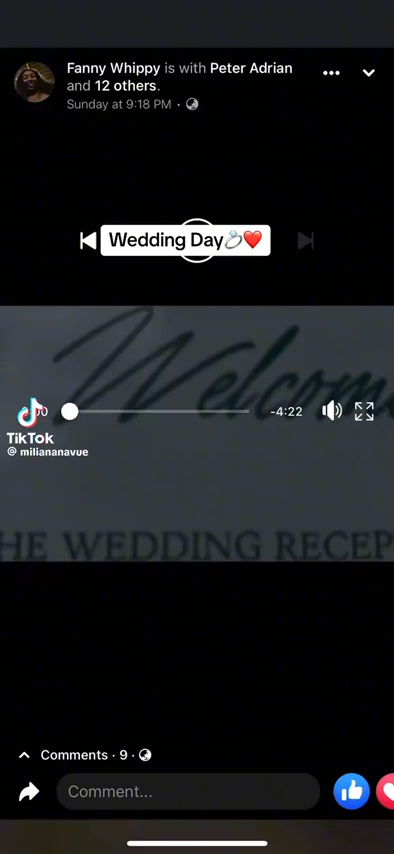 Fanny Whippy is with Peter Adrian
and 12 others.
Sunday at 9:18 PM ·
Wedding Day💍❤️
Welcome
-4:22
TikTok
@ miliananavue
HE WEDDING RECEP
Comments · 9 ·
Comment...